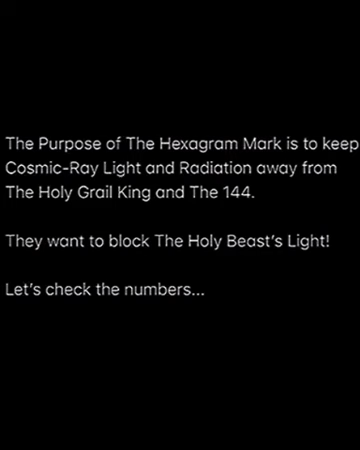 The Purpose of The Hexagram Mark is to keep
Cosmic-Ray Light and Radiation away from
The Holy Grail King and The 144.
They want to block The Holy Beast's Light!
Let's check the numbers...